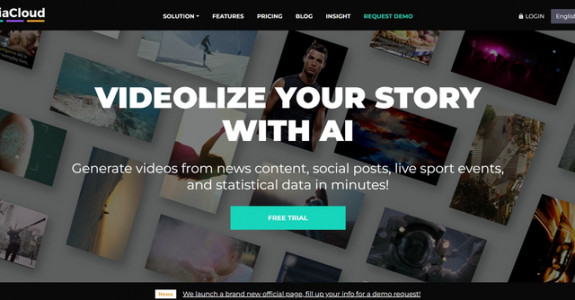 iaCloud
SOLUTION FEATURES PRICING BLOG INSIGHT REQUEST DEMO LOGIN English
VIDEOLIZE YOUR STORY
WITH AI
Generate videos from news content, social posts, live sport events,
and statistical data in minutes!
FREE TRIAL
News We launch a brand new official page, fill up your info for a demo request!